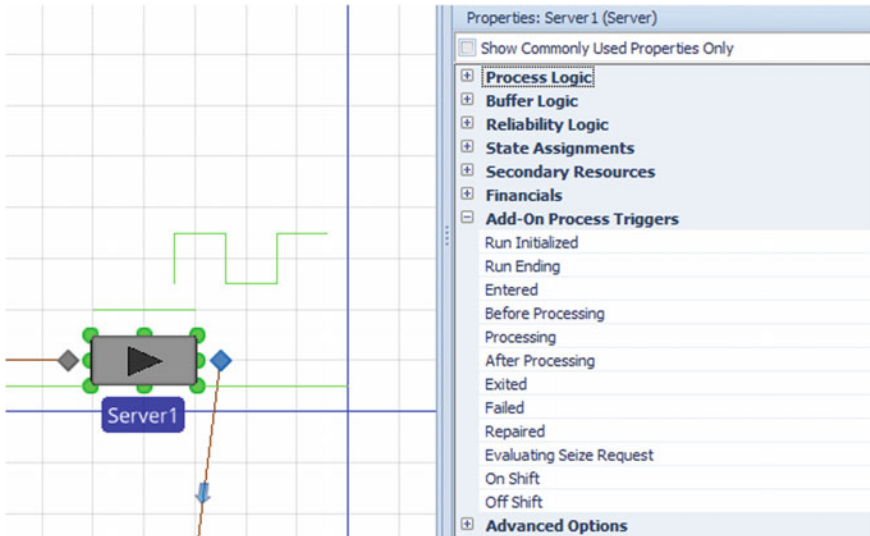 Properties: Server1 (Server)
Show Commonly Used Properties Only
Process Logic
Buffer Logic
Reliability Logic
State Assignments
Secondary Resources
Financials
Add-On Process Triggers
Run Initialized
Run Ending
Entered
Before Processing
Processing
After Processing
Exited
Failed
Repaired
Evaluating Seize Request
On Shift
Off Shift
Advanced Options
Server1